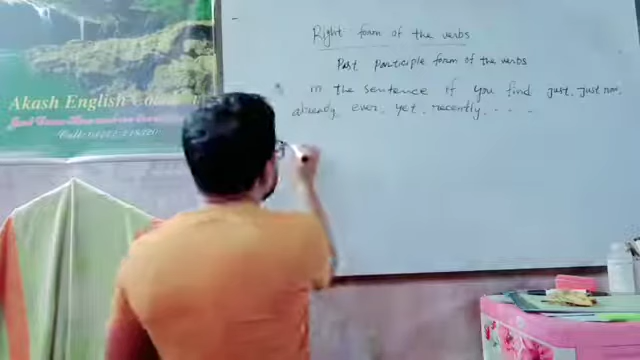 Right form of the verbs
Past participle form of the verbs
in the sentence if you find just, just now,
already, ever, yet, recently. . . .
Akash English